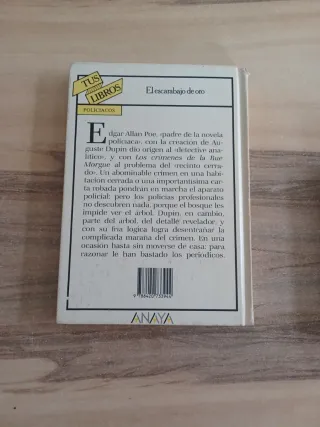 TUS
LIBROS
POLICIACOS
El escarabajo de oro
Edgar Allan Poe, «padre de la novela
policiaca», con la creación de Au-
guste Dupin dio origen al «detective ana-
lítico», y con Los crímenes de la Rue
Morgue al problema del «recinto cerra-
do». Un abominable crimen en una habi-
tación cerrada o una importantísima car-
ta robada pondrán en marcha el aparato
policial; pero los policías profesionales
no descubren nada, porque el bosque les
impide ver el árbol. Dupin, en cambio,
parte del árbol, del detalle revelador, y
con su fría lógica logra desentrañar la
complicada maraña del crimen. En una
ocasión hasta sin moverse de casa: para
razonar le han bastado los periódicos.
ANAYA